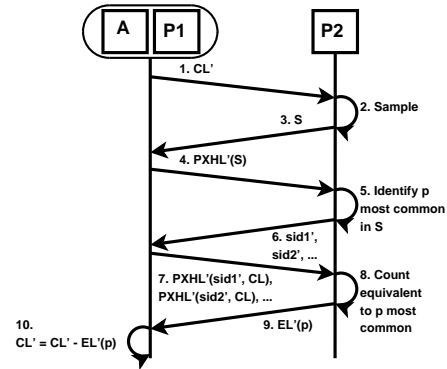 A P1 P2
1. CL'
2. Sample
3. S
4. PXHL'(S)
5. Identify p
most common
in S
6. sid1',
sid2', ...
7. PXHL'(sid1', CL),
PXHL'(sid2', CL), ...
8. Count
equivalent
to p most
common
9. EL'(p)
10.
CL' = CL' - EL'(p)